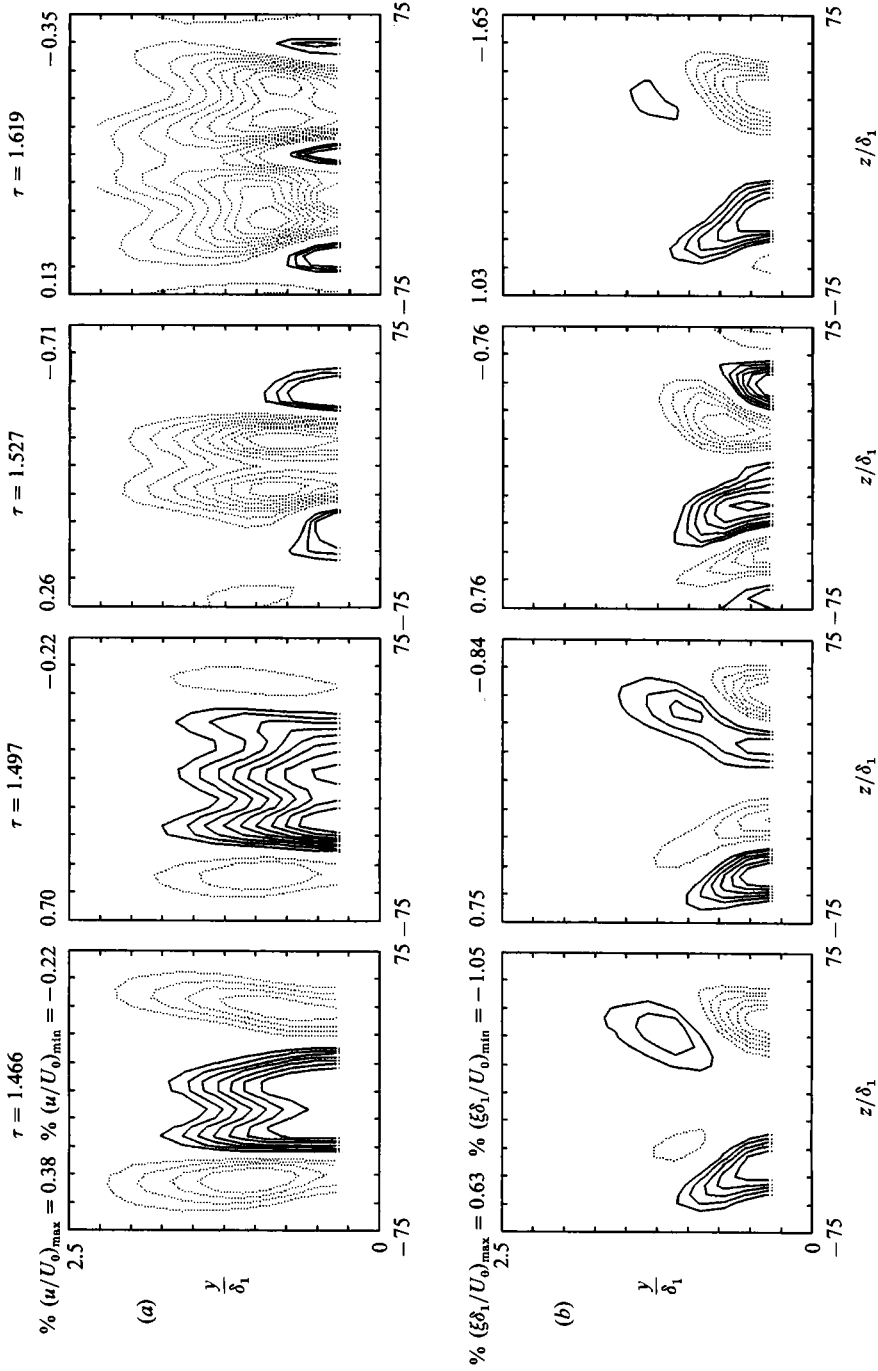 τ = 1.466
τ = 1.497
τ = 1.527
τ = 1.619
% (u/U₀)max = 0.38 % (u/U₀)min = −0.22
0.70
−0.22
0.26
−0.71
0.13
−0.35
2.5
(a)
y/δ₁
0
−75
75
−75
75
−75
75
−75
75
% (ξδ₁/U₀)max = 0.63 % (ξδ₁/U₀)min = −1.05
0.75
−0.84
0.76
−0.76
1.03
−1.65
2.5
(b)
y/δ₁
0
−75
75
−75
75
−75
75
−75
75
z/δ₁
z/δ₁
z/δ₁
z/δ₁